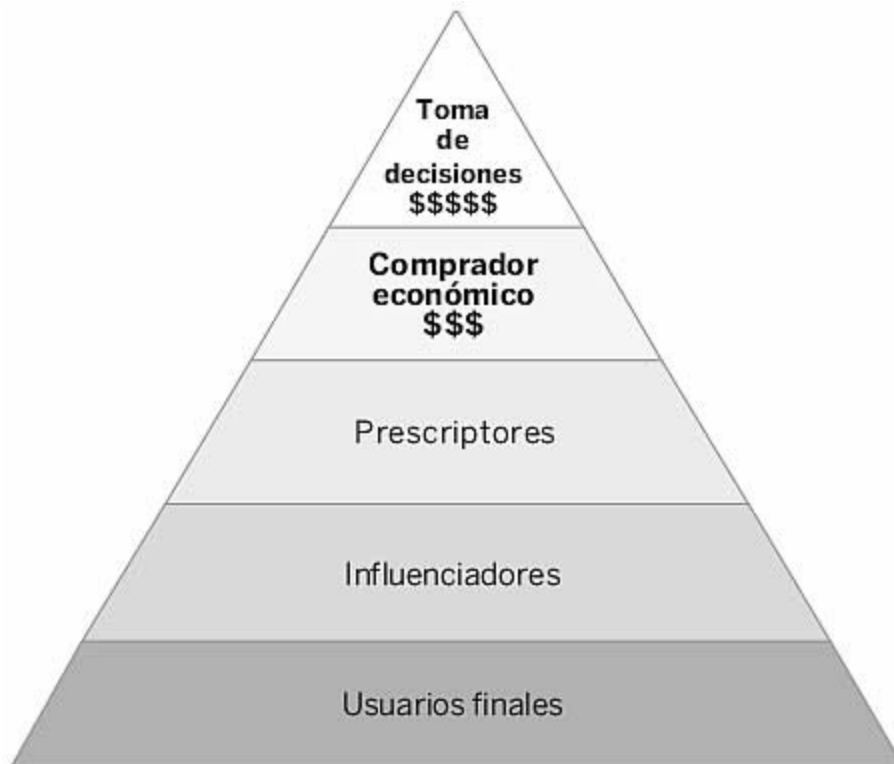 Toma
de
decisiones
$$$$$
Comprador
económico
$$$
Prescriptores
Influenciadores
Usuarios finales